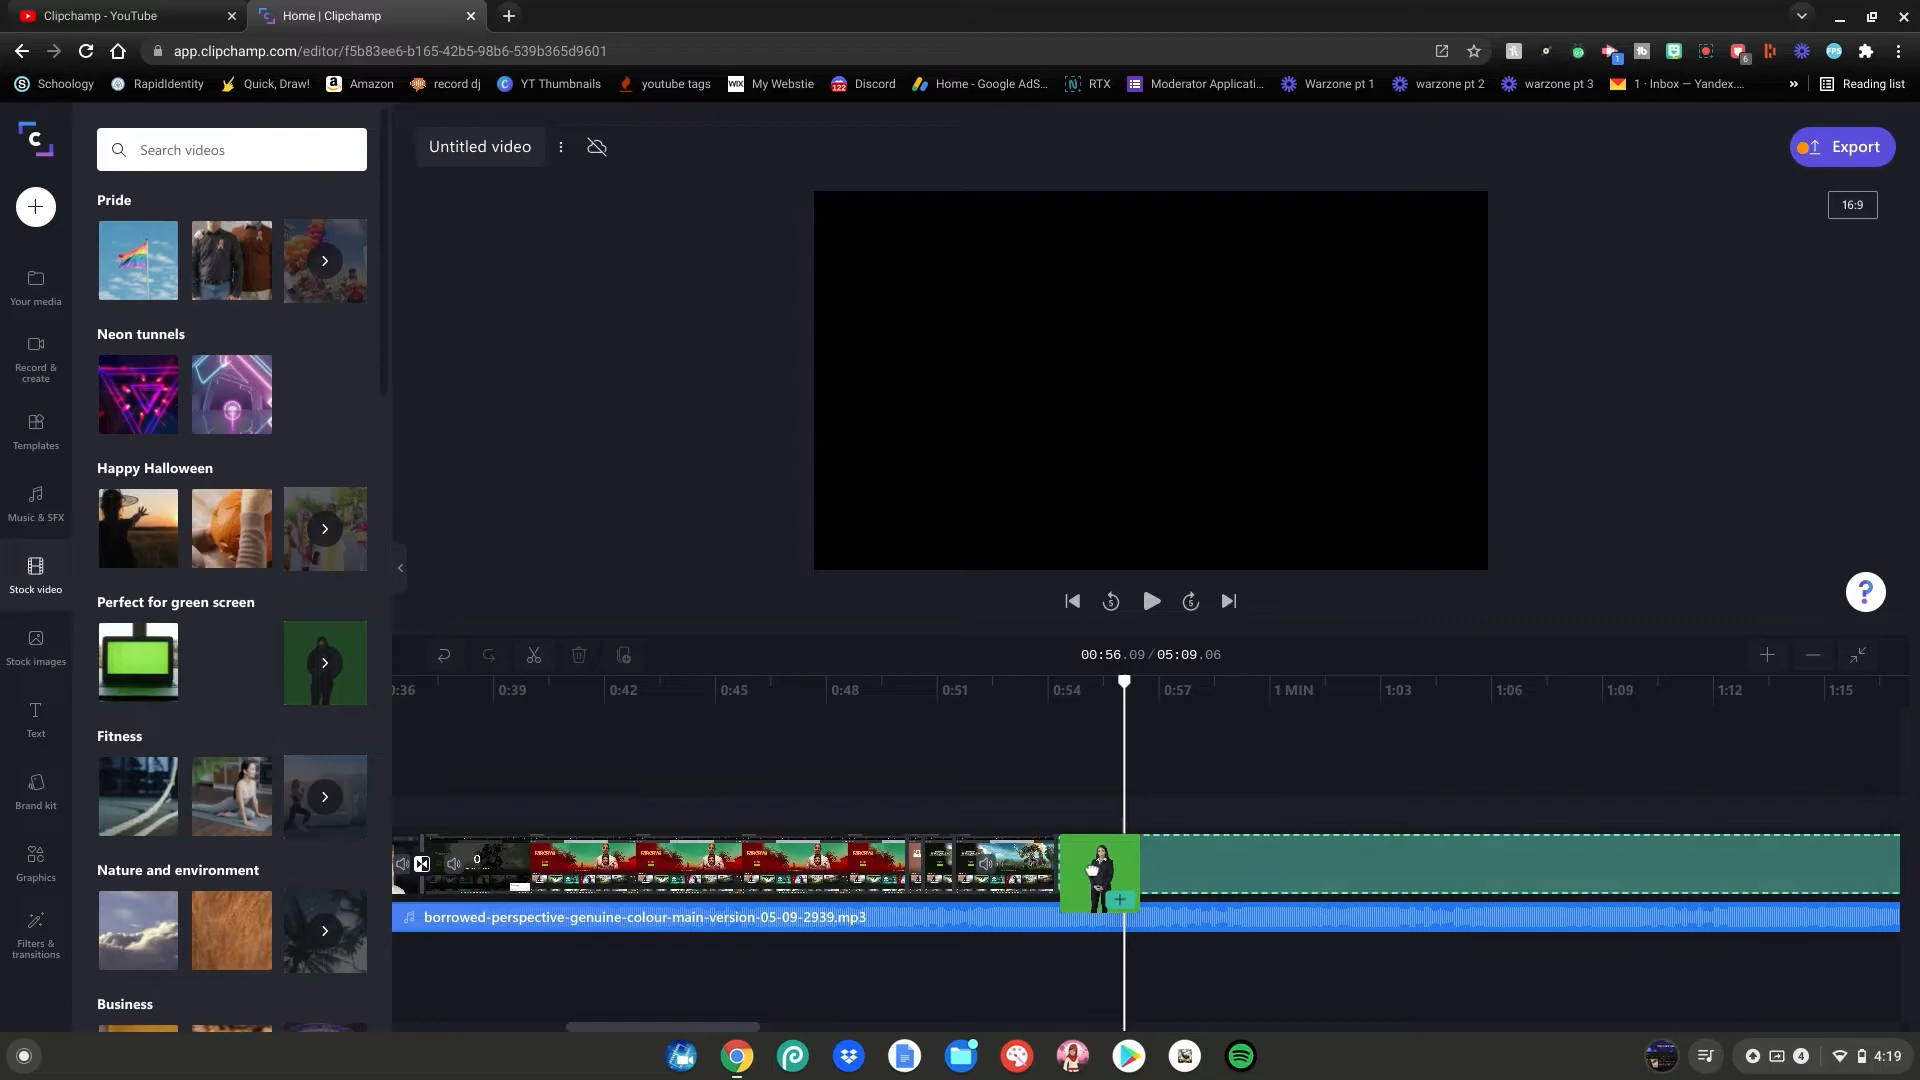 Clipchamp - YouTube
Home | Clipchamp
app.clipchamp.com/editor/f5b83ee6-b165-42b5-98b6-539b365d9601
Schoology
RapidIdentity
Quick, Draw!
Amazon
record dj
YT Thumbnails
youtube tags
WIX
My Webstie
122
Discord
Home - Google AdS...
RTX
Moderator Applicati...
Warzone pt 1
warzone pt 2
warzone pt 3
1 · Inbox — Yandex....
»
Reading list
Search videos
Untitled video
Export
16:9
Pride
Neon tunnels
Happy Halloween
Perfect for green screen
Fitness
Nature and environment
Business
Your media
Record &
create
Templates
Music & SFX
Stock video
Stock images
Text
Brand kit
Graphics
Filters &
transitions
5
5
?
00:56.09/05:09.06
0:36
0:39
0:42
0:45
0:48
0:51
0:54
0:57
1 MIN
1:03
1:06
1:09
1:12
1:15
borrowed-perspective-genuine-colour-main-version-05-09-2939.mp3
4
4:19